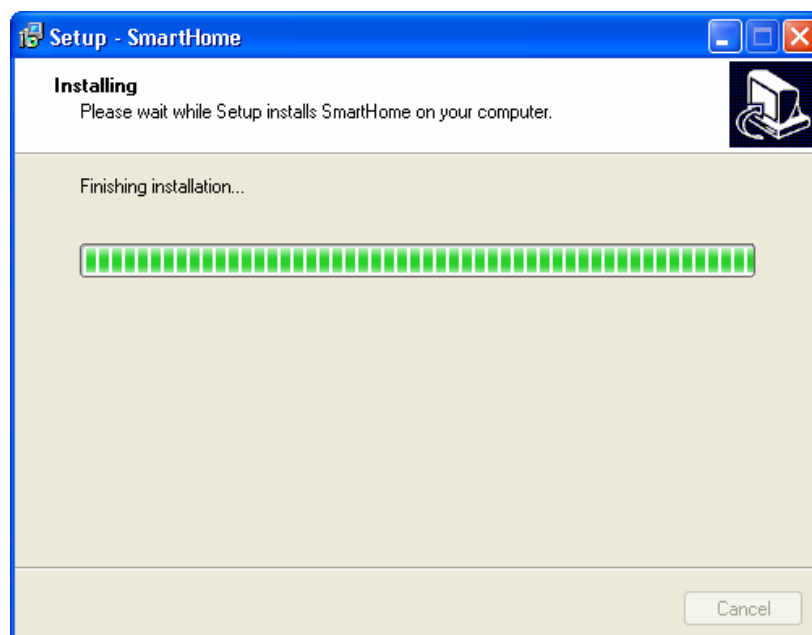 Setup - SmartHome
Installing
Please wait while Setup installs SmartHome on your computer.
Finishing installation...
Cancel